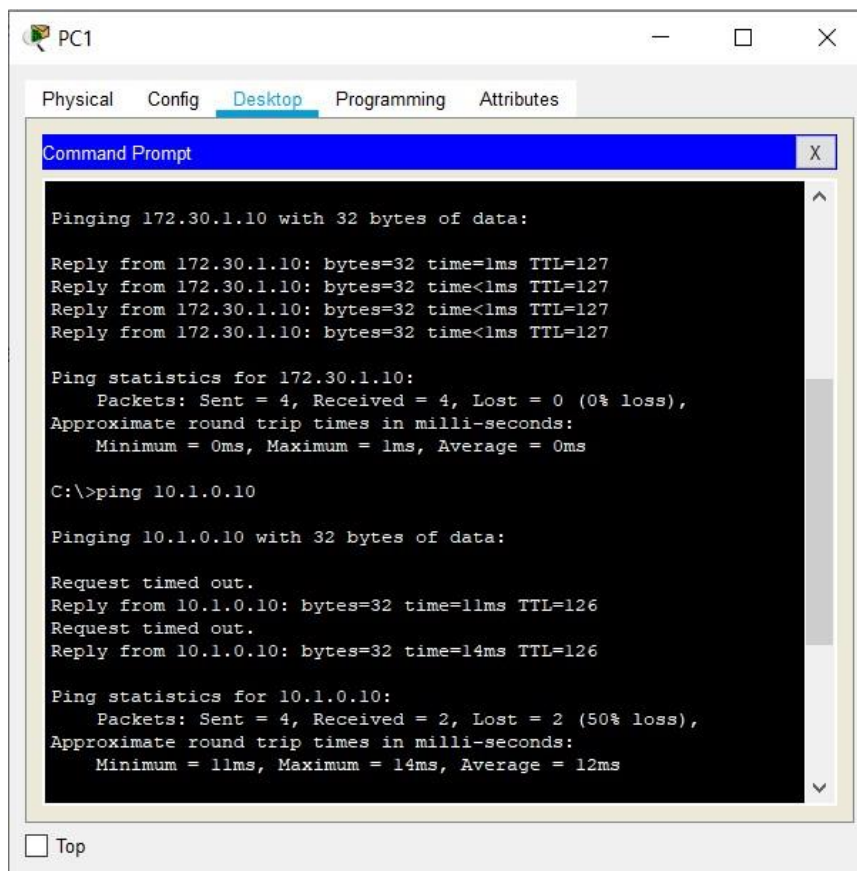 PC1
Physical Config Desktop Programming Attributes
Command Prompt X
Pinging 172.30.1.10 with 32 bytes of data:
Reply from 172.30.1.10: bytes=32 time=1ms TTL=127
Reply from 172.30.1.10: bytes=32 time<1ms TTL=127
Reply from 172.30.1.10: bytes=32 time<1ms TTL=127
Reply from 172.30.1.10: bytes=32 time<1ms TTL=127
Ping statistics for 172.30.1.10:
Packets: Sent = 4, Received = 4, Lost = 0 (0% loss),
Approximate round trip times in milli-seconds:
Minimum = 0ms, Maximum = 1ms, Average = 0ms
C:\>ping 10.1.0.10
Pinging 10.1.0.10 with 32 bytes of data:
Request timed out.
Reply from 10.1.0.10: bytes=32 time=11ms TTL=126
Request timed out.
Reply from 10.1.0.10: bytes=32 time=14ms TTL=126
Ping statistics for 10.1.0.10:
Packets: Sent = 4, Received = 2, Lost = 2 (50% loss),
Approximate round trip times in milli-seconds:
Minimum = 11ms, Maximum = 14ms, Average = 12ms
Top